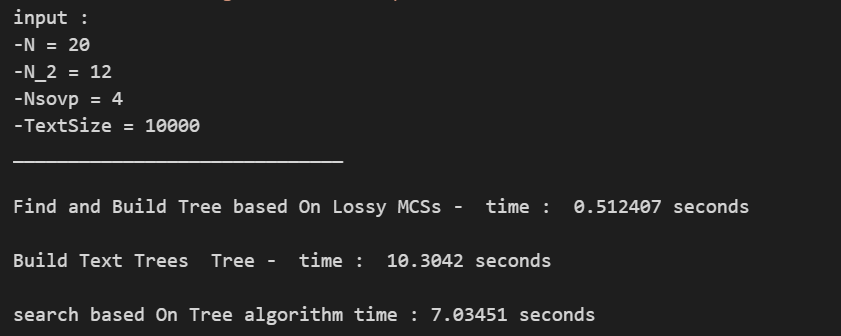 input :
-N = 20
-N_2 = 12
-Nsovp = 4
-TextSize = 10000
______________________________
Find and Build Tree based On Lossy MCSs -  time :  0.512407 seconds
Build Text Trees  Tree -  time :  10.3042 seconds
search based On Tree algorithm time : 7.03451 seconds